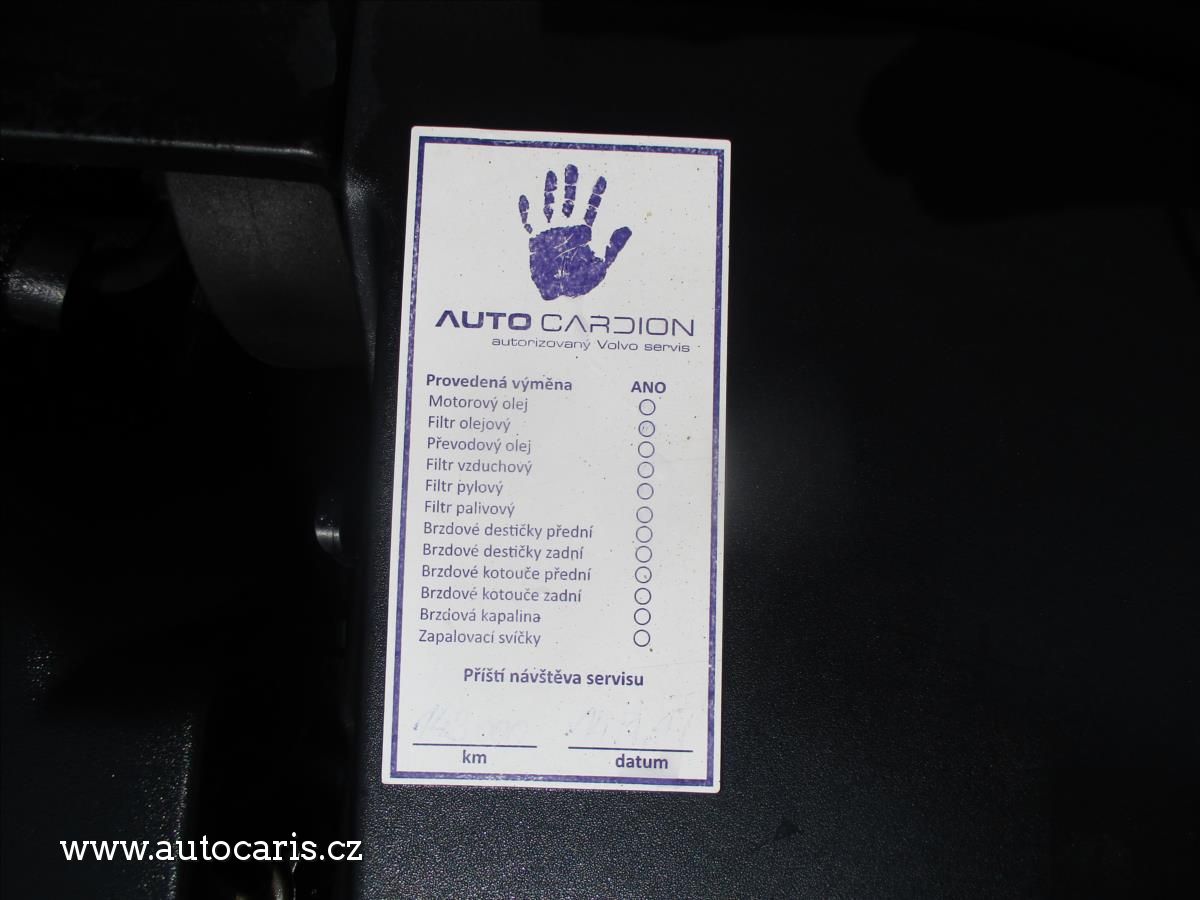 AUTO CARDION
autorizovaný Volvo servis
Provedená výměna ANO
Motorový olej
Filtr olejový
Převodový olej
Filtr vzduchový
Filtr pylový
Filtr palivový
Brzdové destičky přední
Brzdové destičky zadní
Brzdové kotouče přední
Brzdové kotouče zadní
Brzdová kapalina
Zapalovací svíčky
Příští návštěva servisu
km datum
www.autocaris.cz